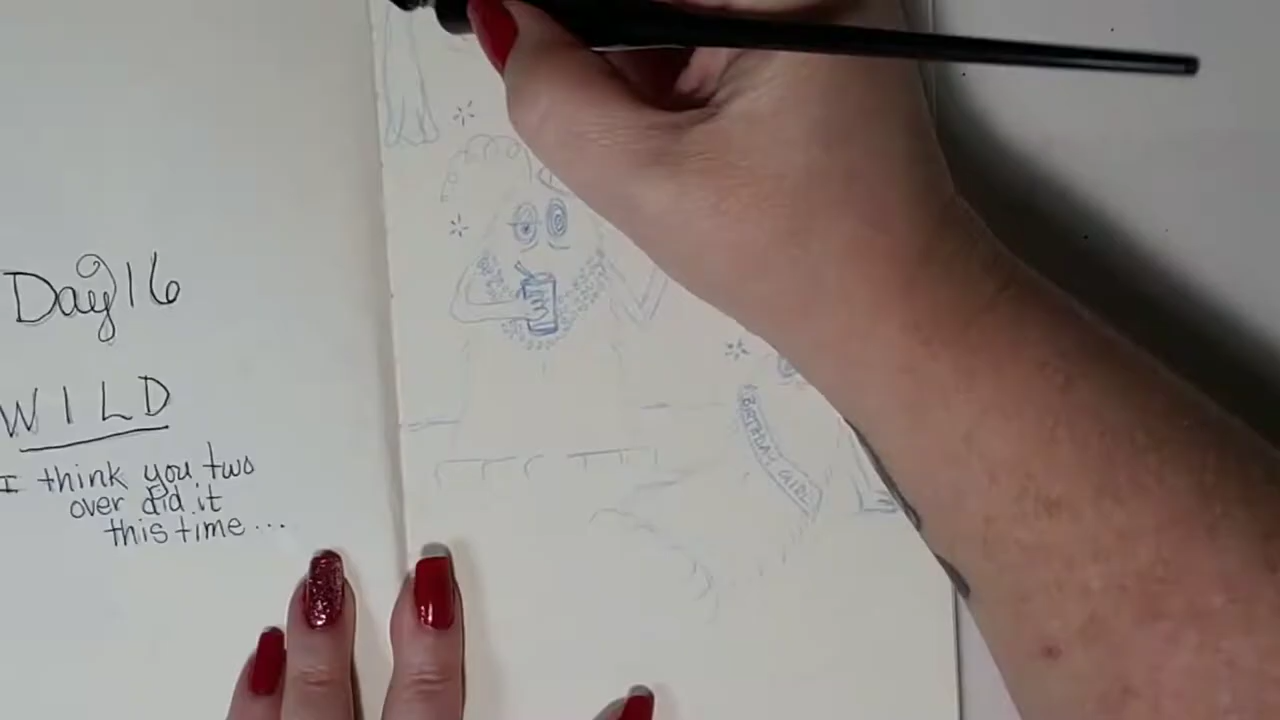 Day 16
WILD
I think you two
over did it
this time...
BIRTHDAY GIRL